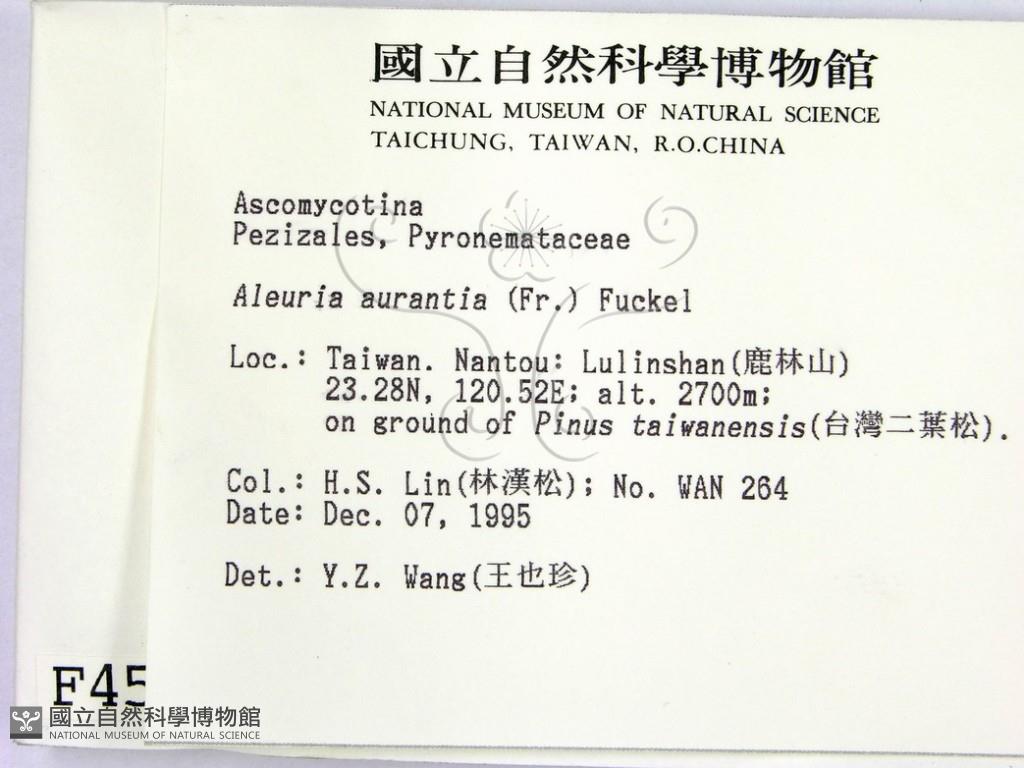 國立自然科學博物館
NATIONAL MUSEUM OF NATURAL SCIENCE
TAICHUNG, TAIWAN, R.O.CHINA
Ascomycotina
Pezizales, Pyronemataceae
Aleuria aurantia (Fr.) Fuckel
Loc.: Taiwan. Nantou: Lulinshan(鹿林山)
23.28N, 120.52E; alt. 2700m;
on ground of Pinus taiwanensis(台灣二葉松).
Col.: H.S. Lin(林漢松); No. WAN 264
Date: Dec. 07, 1995
Det.: Y.Z. Wang(王也珍)
F45
國立自然科學博物館
NATIONAL MUSEUM OF NATURAL SCIENCE